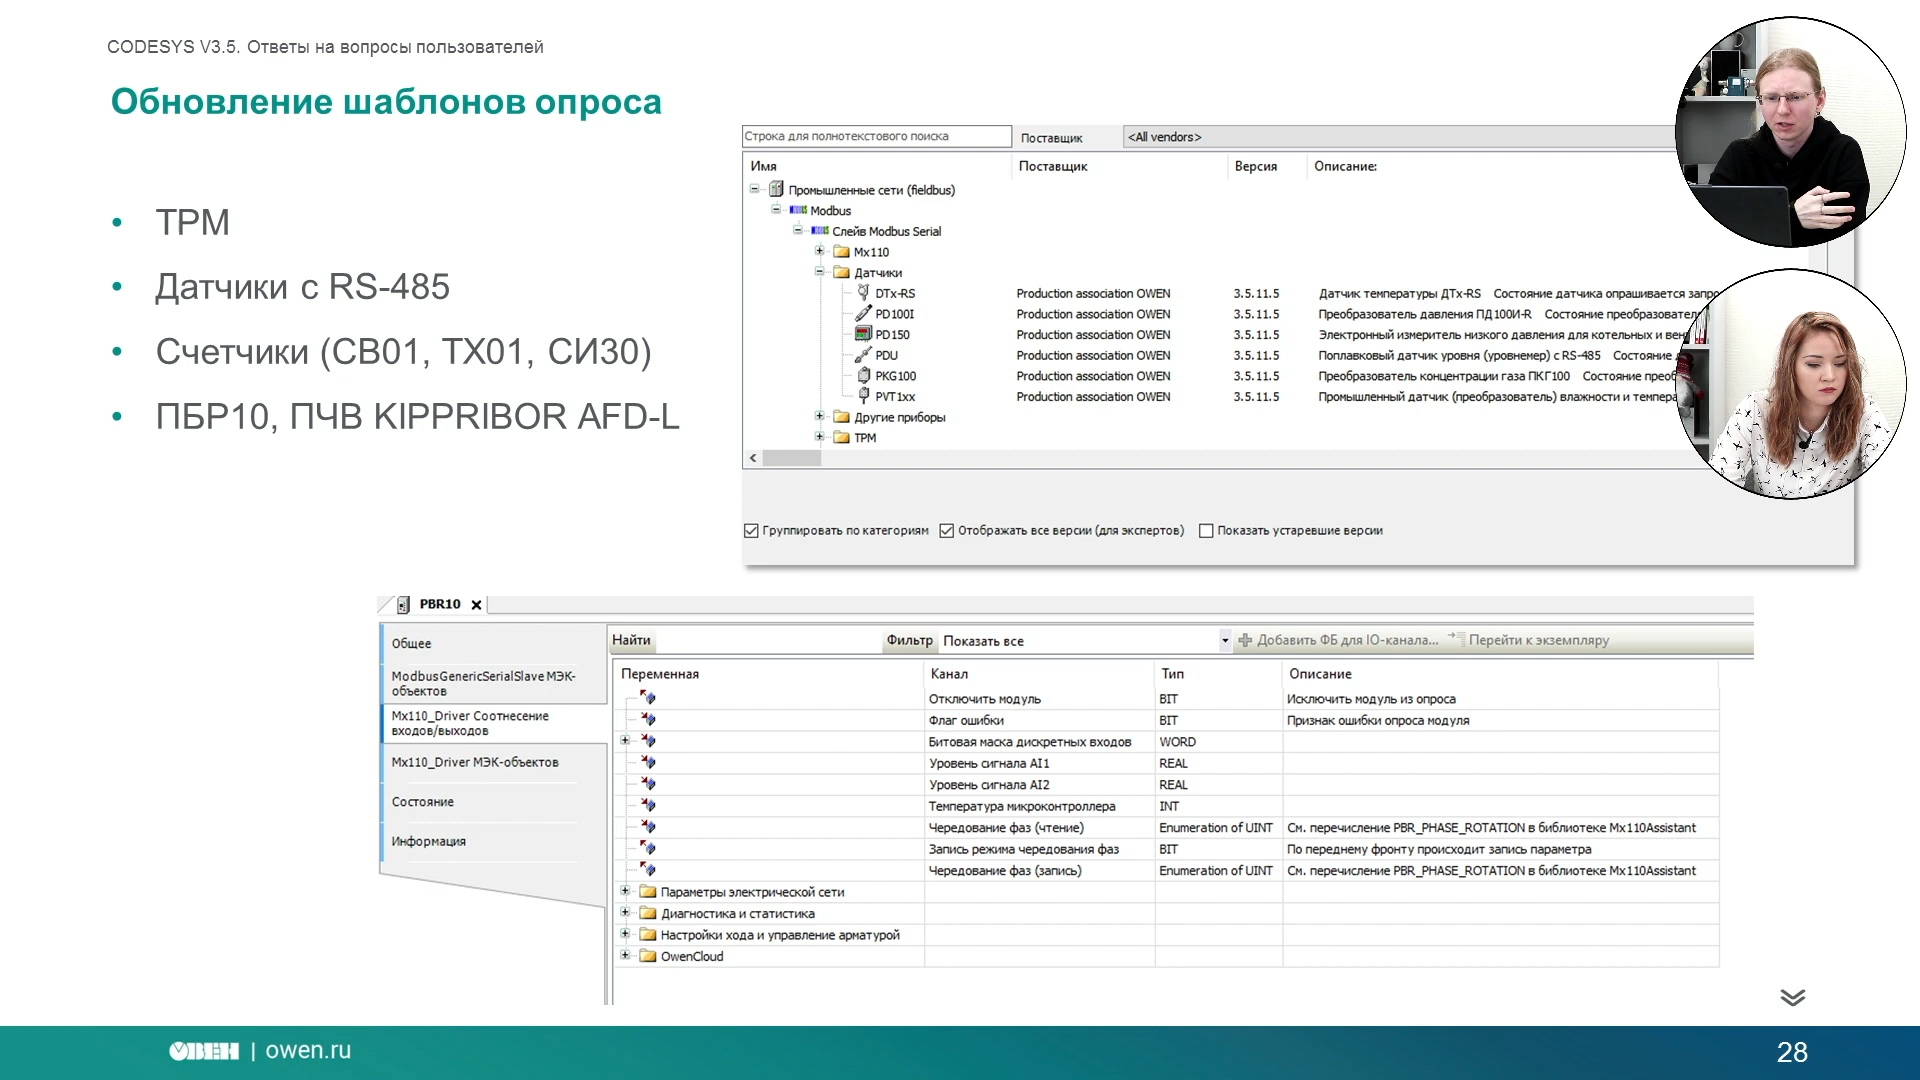 CODESYS V3.5. Ответы на вопросы пользователей
Обновление шаблонов опроса
• ТРМ
• Датчики с RS-485
• Счетчики (СВ01, ТХ01, СИ30)
• ПБР10, ПЧВ KIPPRIBOR AFD-L
Строка для полнотекстового поиска Поставщик <All vendors>
Имя Поставщик Версия Описание:
Промышленные сети (fieldbus)
Modbus
Слейв Modbus Serial
Mx110
Датчики
DTx-RS Production association OWEN 3.5.11.5 Датчик температуры ДТх-RS Состояние датчика опрашивается
PD100I Production association OWEN 3.5.11.5 Преобразователь давления ПД100И-R Состояние
PD150 Production association OWEN 3.5.11.5 Электронный измеритель низкого давления для котельных и
PDU Production association OWEN 3.5.11.5 Поплавковый датчик уровня (уровнемер) с RS-485 Состояние
PKG100 Production association OWEN 3.5.11.5 Преобразователь концентрации газа ПКГ100 Состояние
PVT1xx Production association OWEN 3.5.11.5 Промышленный датчик (преобразователь) влажности и
Другие приборы
ТРМ
Группировать по категориям Отображать все версии (для экспертов) Показать устаревшие версии
PBR10
Найти Фильтр Показать все Добавить ФБ для IO-канала... Перейти к экземпляру
Общее
ModbusGenericSerialSlave МЭК-
объектов
Mx110_Driver Соотнесение
входов/выходов
Mx110_Driver МЭК-объектов
Состояние
Информация
Переменная Канал Тип Описание
Отключить модуль BIT Исключить модуль из опроса
Флаг ошибки BIT Признак ошибки опроса модуля
Битовая маска дискретных входов WORD
Уровень сигнала AI1 REAL
Уровень сигнала AI2 REAL
Температура микроконтроллера INT
Чередование фаз (чтение) Enumeration of UINT См. перечисление PBR_PHASE_ROTATION в библиотеке Mx110Assistant
Запись режима чередования фаз BIT По переднему фронту происходит запись параметра
Чередование фаз (запись) Enumeration of UINT См. перечисление PBR_PHASE_ROTATION в библиотеке Mx110Assistant
Параметры электрической сети
Диагностика и статистика
Настройки хода и управление арматурой
OwenCloud
ОВЕН | owen.ru
28